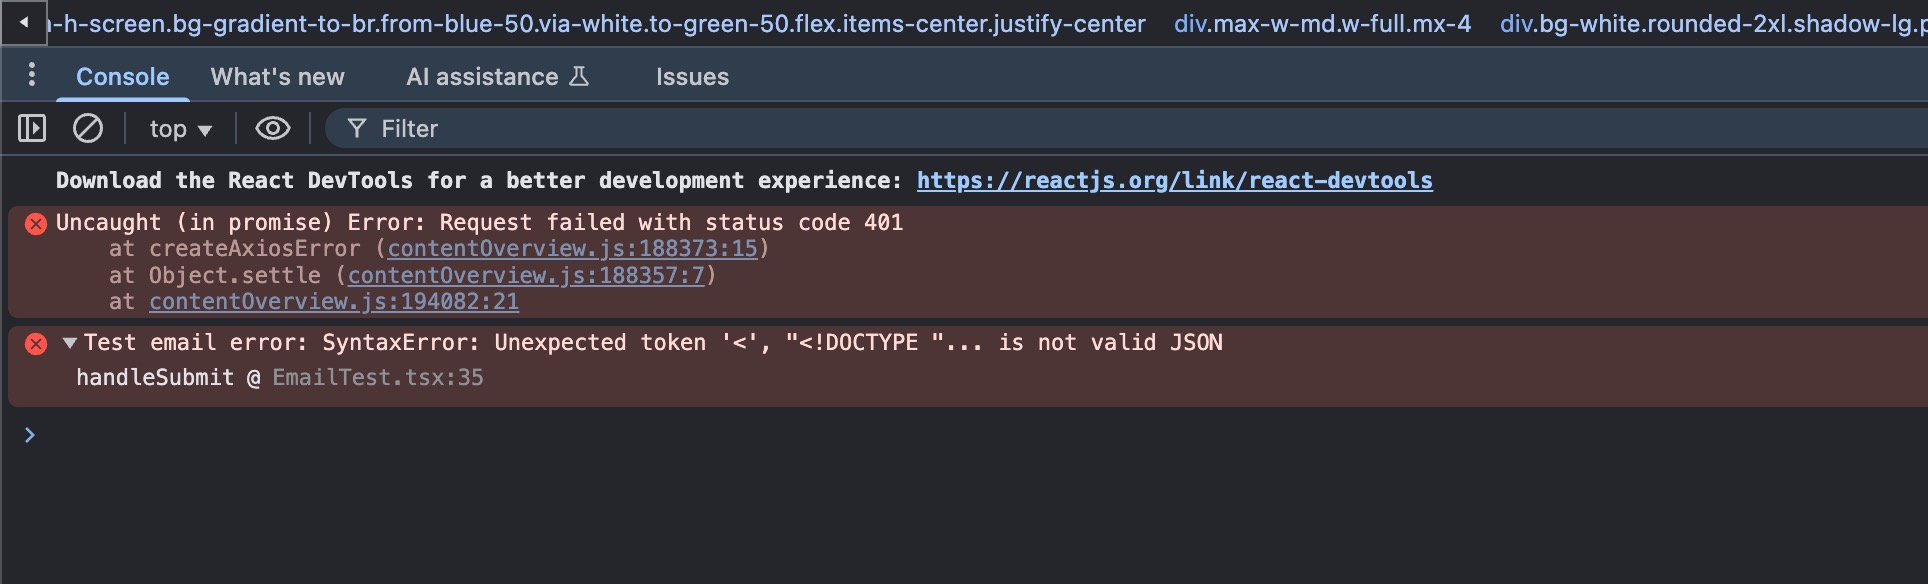 -h-screen.bg-gradient-to-br.from-blue-50.via-white.to-green-50.flex.items-center.justify-center div.max-w-md.w-full.mx-4 div.bg-white.rounded-2xl.shadow-lg.p
Console What's new AI assistance Issues
top Filter
Download the React DevTools for a better development experience: https://reactjs.org/link/react-devtools
Uncaught (in promise) Error: Request failed with status code 401
at createAxiosError (contentOverview.js:188373:15)
at Object.settle (contentOverview.js:188357:7)
at contentOverview.js:194082:21
Test email error: SyntaxError: Unexpected token '<', "<!DOCTYPE "... is not valid JSON
handleSubmit @ EmailTest.tsx:35